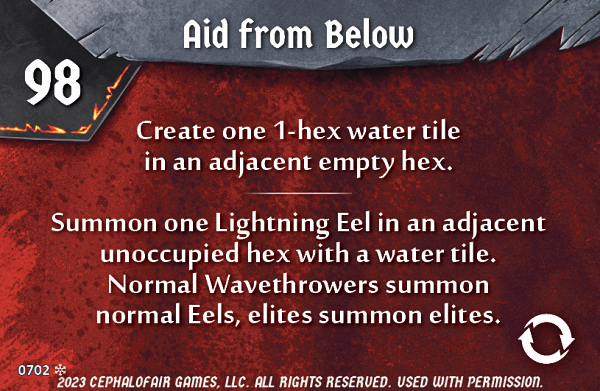 Aid from Below
98
Create one 1-hex water tile
in an adjacent empty hex.
Summon one Lightning Eel in an adjacent
unoccupied hex with a water tile.
Normal Wavethrowers summon
normal Eels, elites summon elites.
0702
2023 CEPHALOFAIR GAMES, LLC. ALL RIGHTS RESERVED. USED WITH PERMISSION.